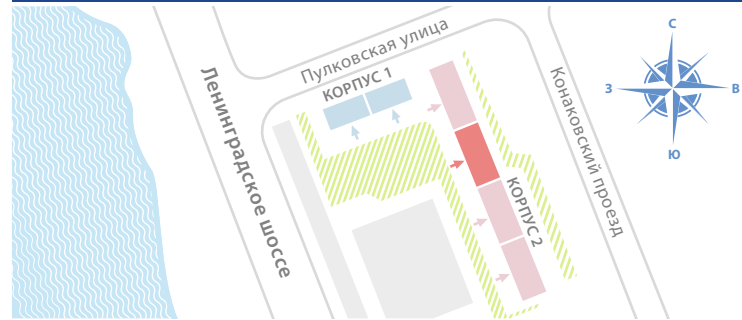 Пулковская улица
КОРПУС 1
Ленинградское шоссе
Конаковский проезд
КОРПУС 2
С
З
В
Ю